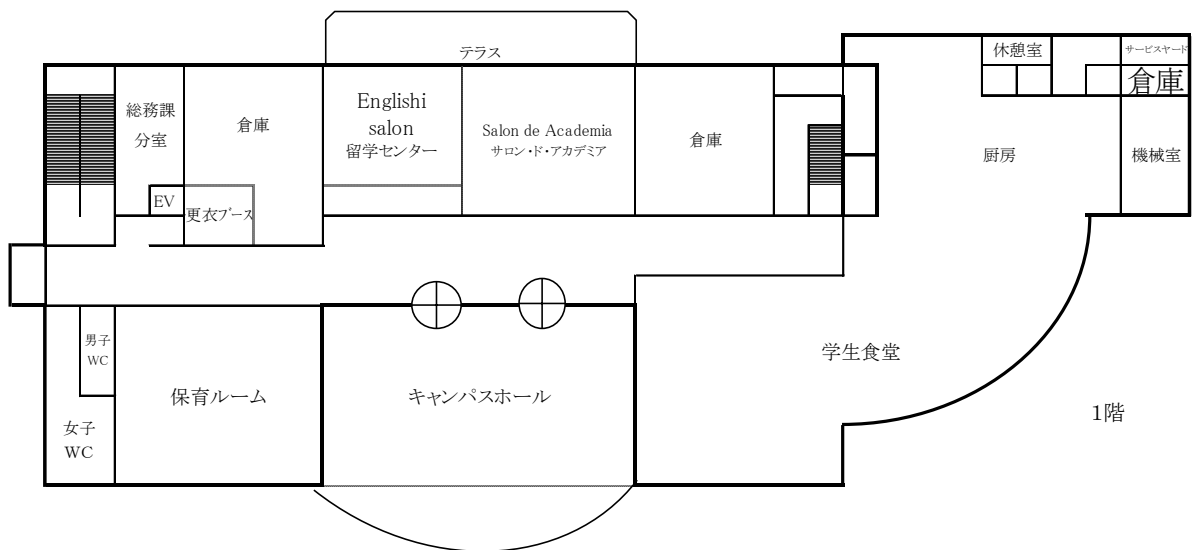 テラス
休憩室
サービスヤード
倉庫
総務課
分室
倉庫
Englishi
salon
留学センター
Salon de Academia
サロン・ド・アカデミア
倉庫
厨房
機械室
EV
更衣ブース
男子
WC
女子
WC
保育ルーム
キャンパスホール
学生食堂
1階